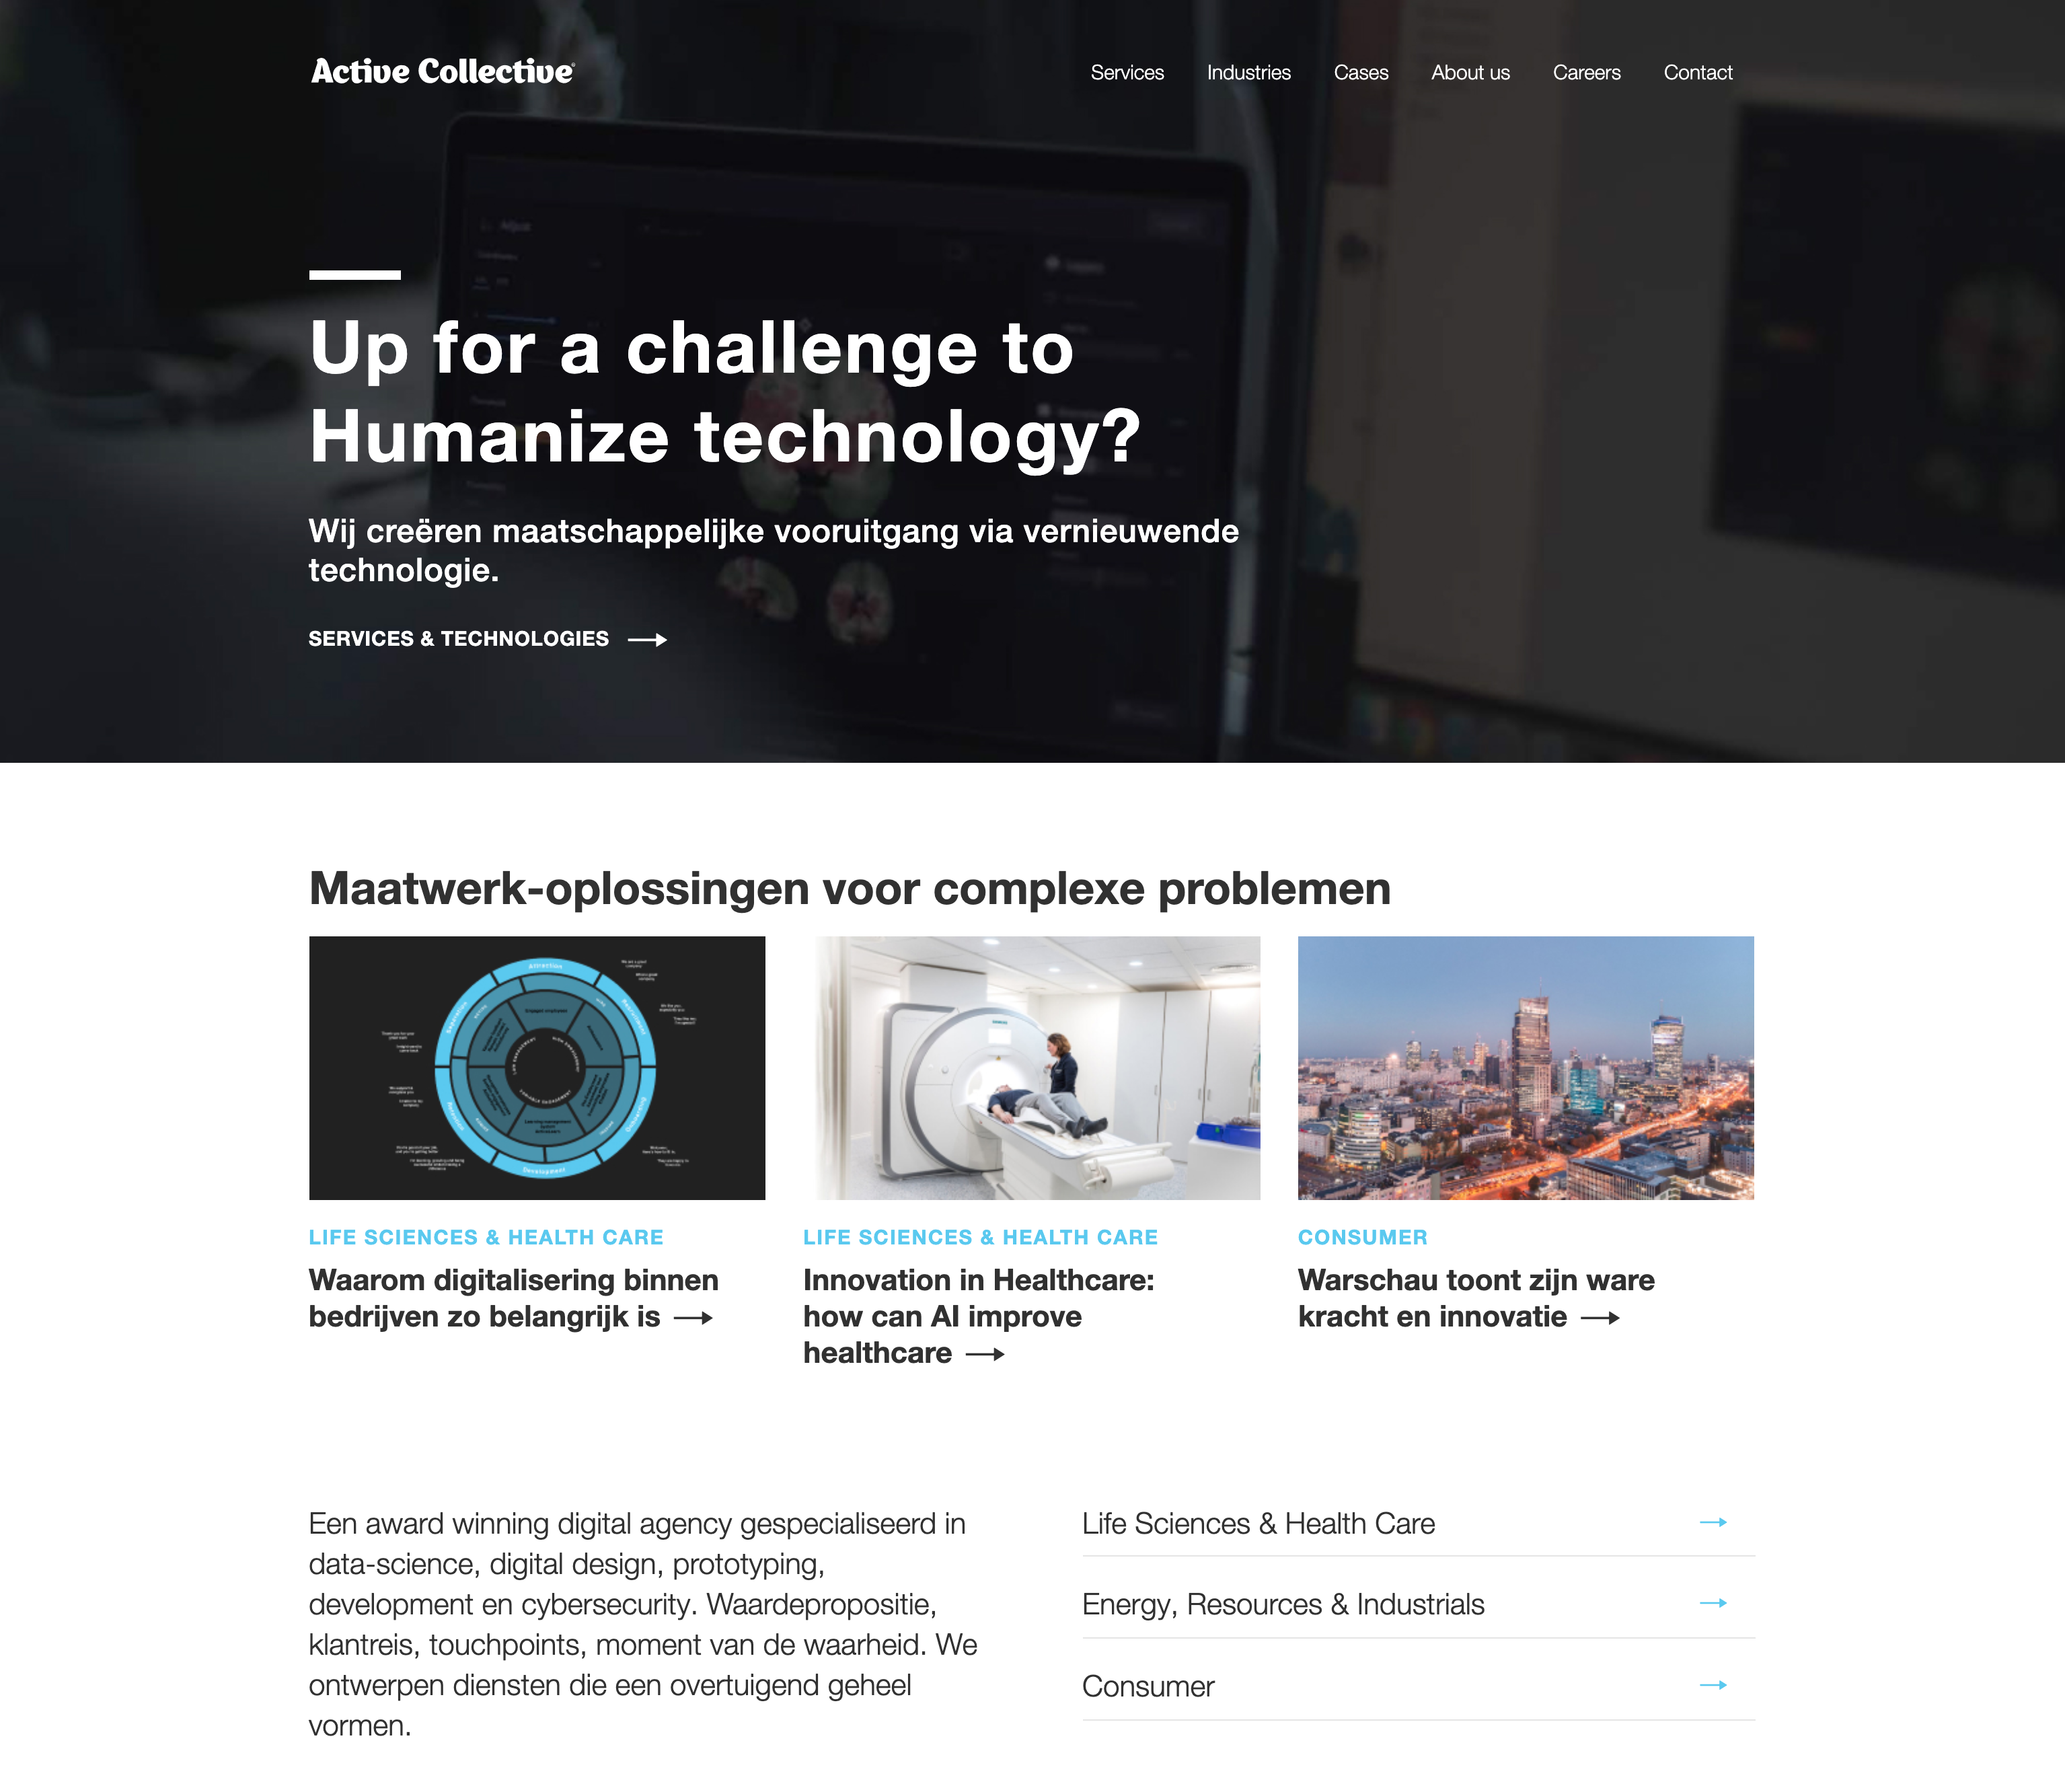 Active Collective
Services
Industries
Cases
About us
Careers
Contact
Up for a challenge to
Humanize technology?
Wij creëren maatschappelijke vooruitgang via vernieuwende
technologie.
SERVICES & TECHNOLOGIES
Maatwerk-oplossingen voor complexe problemen
Attraction
Development
LIFE SCIENCES & HEALTH CARE
Waarom digitalisering binnen
bedrijven zo belangrijk is
LIFE SCIENCES & HEALTH CARE
Innovation in Healthcare:
how can AI improve
healthcare
CONSUMER
Warschau toont zijn ware
kracht en innovatie
Een award winning digital agency gespecialiseerd in
data-science, digital design, prototyping,
development en cybersecurity. Waardepropositie,
klantreis, touchpoints, moment van de waarheid. We
ontwerpen diensten die een overtuigend geheel
vormen.
Life Sciences & Health Care
Energy, Resources & Industrials
Consumer